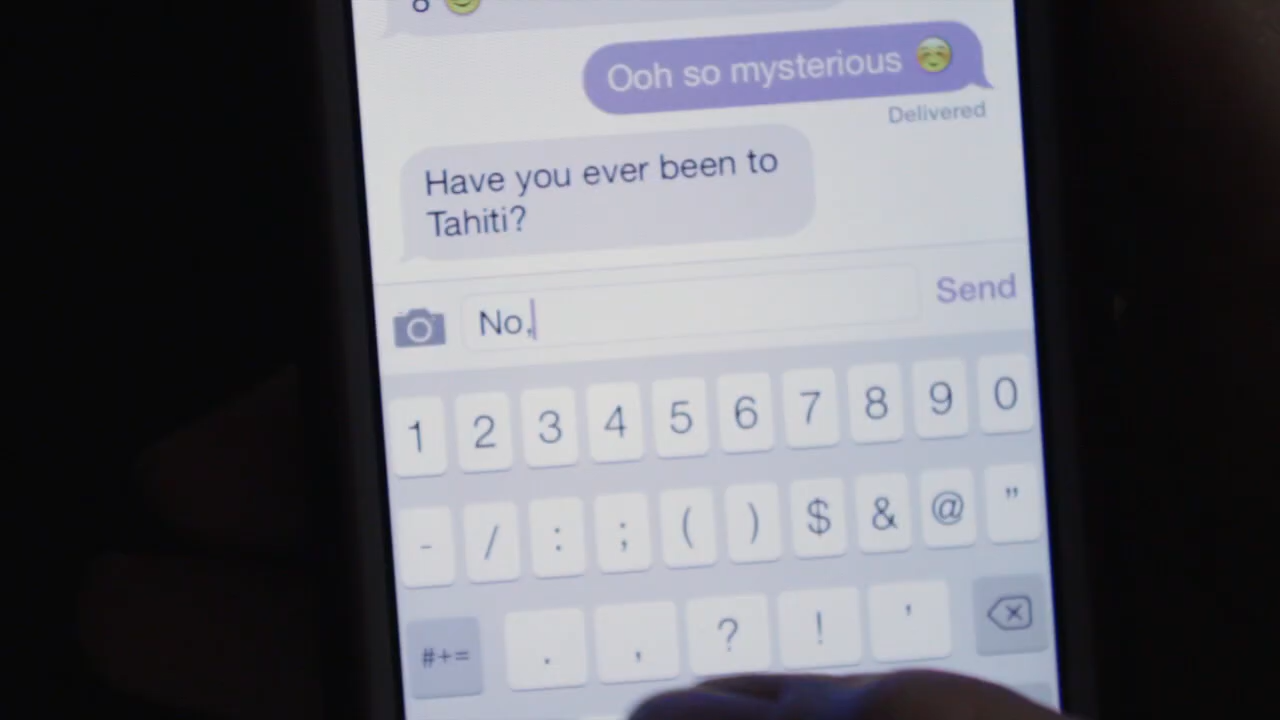 8
Ooh so mysterious
Delivered
Have you ever been to
Tahiti?
No,
Send
1 2 3 4 5 6 7 8 9 0
- / : ; ( ) $ & @ "
#+= . , ? ! '